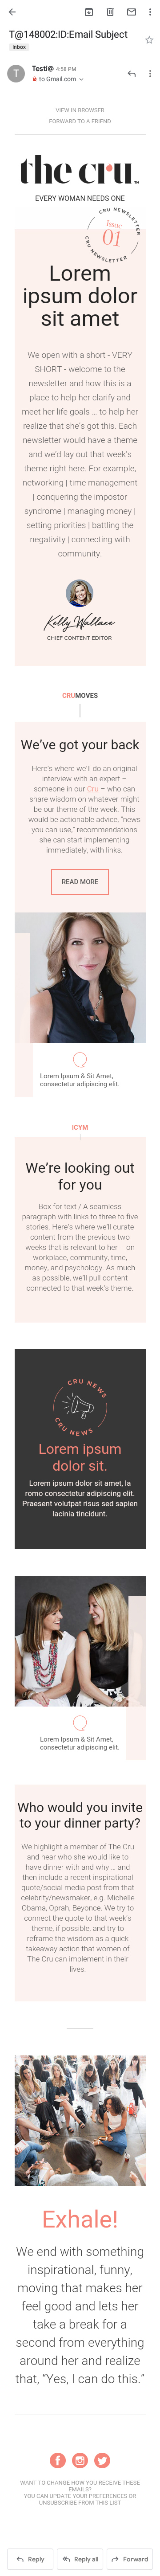 T@148002:ID:Email Subject
Inbox
T
Testi@ 4:58 PM
to Gmail.com
VIEW IN BROWSER
FORWARD TO A FRIEND
the cru
EVERY WOMAN NEEDS ONE
CRU NEWSLETTER
Issue
01
CRU NEWSLETTER
Lorem
ipsum dolor
sit amet
We open with a short - VERY
SHORT - welcome to the
newsletter and how this is a
place to help her clarify and
meet her life goals ... to help her
realize that she's got this. Each
newsletter would have a theme
and we'd lay out that week's
theme right here. For example,
networking | time management
| conquering the impostor
syndrome | managing money |
setting priorities | battling the
negativity | connecting with
community.
Kelly Wallace
CHIEF CONTENT EDITOR
CRUMOVES
We've got your back
Here's where we'll do an original
interview with an expert –
someone in our Cru – who can
share wisdom on whatever might
be our theme of the week. This
would be actionable advice, "news
you can use," recommendations
she can start implementing
immediately, with links.
READ MORE
Lorem Ipsum & Sit Amet,
consectetur adipiscing elit.
ICYM
We're looking out
for you
Box for text / A seamless
paragraph with links to three to five
stories. Here's where we'll curate
content from the previous two
weeks that is relevant to her – on
workplace, community, time,
money, and psychology. As much
as possible, we'll pull content
connected to that week's theme.
CRU NEWS
CRU NEWS
Lorem ipsum
dolor sit.
Lorem ipsum dolor sit amet, la
romo consectetur adipiscing elit.
Praesent volutpat risus sed sapien
lacinia tincidunt.
Lorem Ipsum & Sit Amet,
consectetur adipiscing elit.
Who would you invite
to your dinner party?
We highlight a member of The Cru
and hear who she would like to
have dinner with and why ... and
then include a recent inspirational
quote/social media post from that
celebrity/newsmaker, e.g. Michelle
Obama, Oprah, Beyonce. We try to
connect the quote to that week's
theme, if possible, and try to
reframe the wisdom as a quick
takeaway action that women of
The Cru can implement in their
lives.
Exhale!
We end with something
inspirational, funny,
moving that makes her
feel good and lets her
take a break for a
second from everything
around her and realize
that, "Yes, I can do this."
WANT TO CHANGE HOW YOU RECEIVE THESE
EMAILS?
YOU CAN UPDATE YOUR PREFERENCES OR
UNSUBSCRIBE FROM THIS LIST
Reply
Reply all
Forward